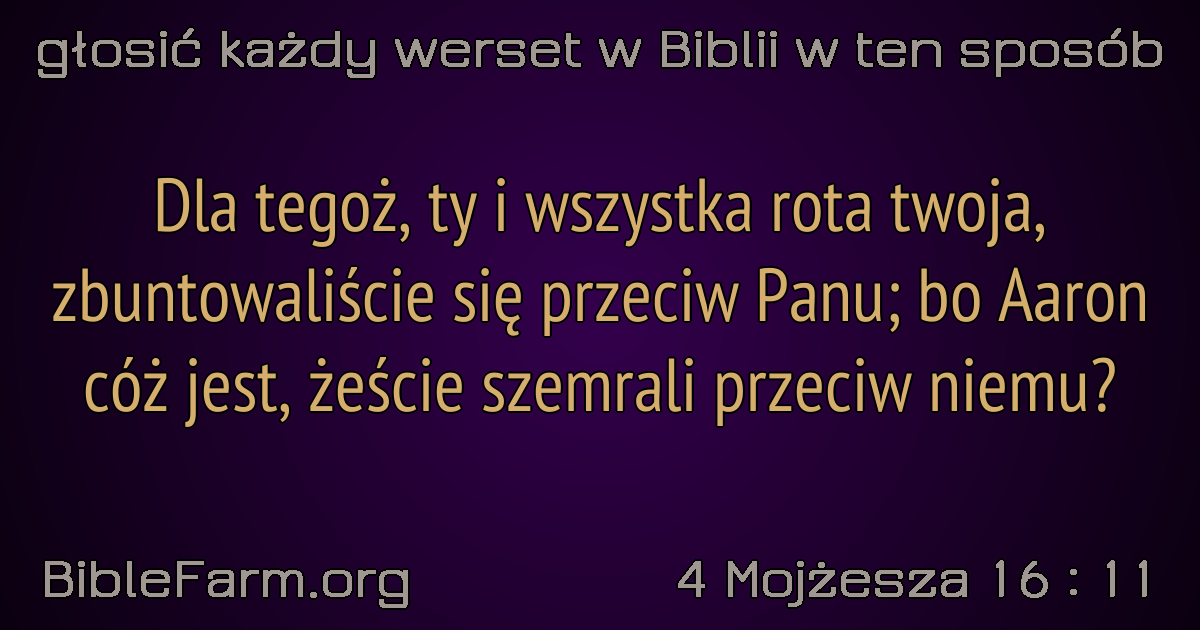 głosić każdy werset w Biblii w ten sposób
Dla tegoż, ty i wszystka rota twoja,
zbuntowaliście się przeciw Panu; bo Aaron
cóż jest, żeście szemrali przeciw niemu?
BibleFarm.org
4 Mojżesza 16 : 11